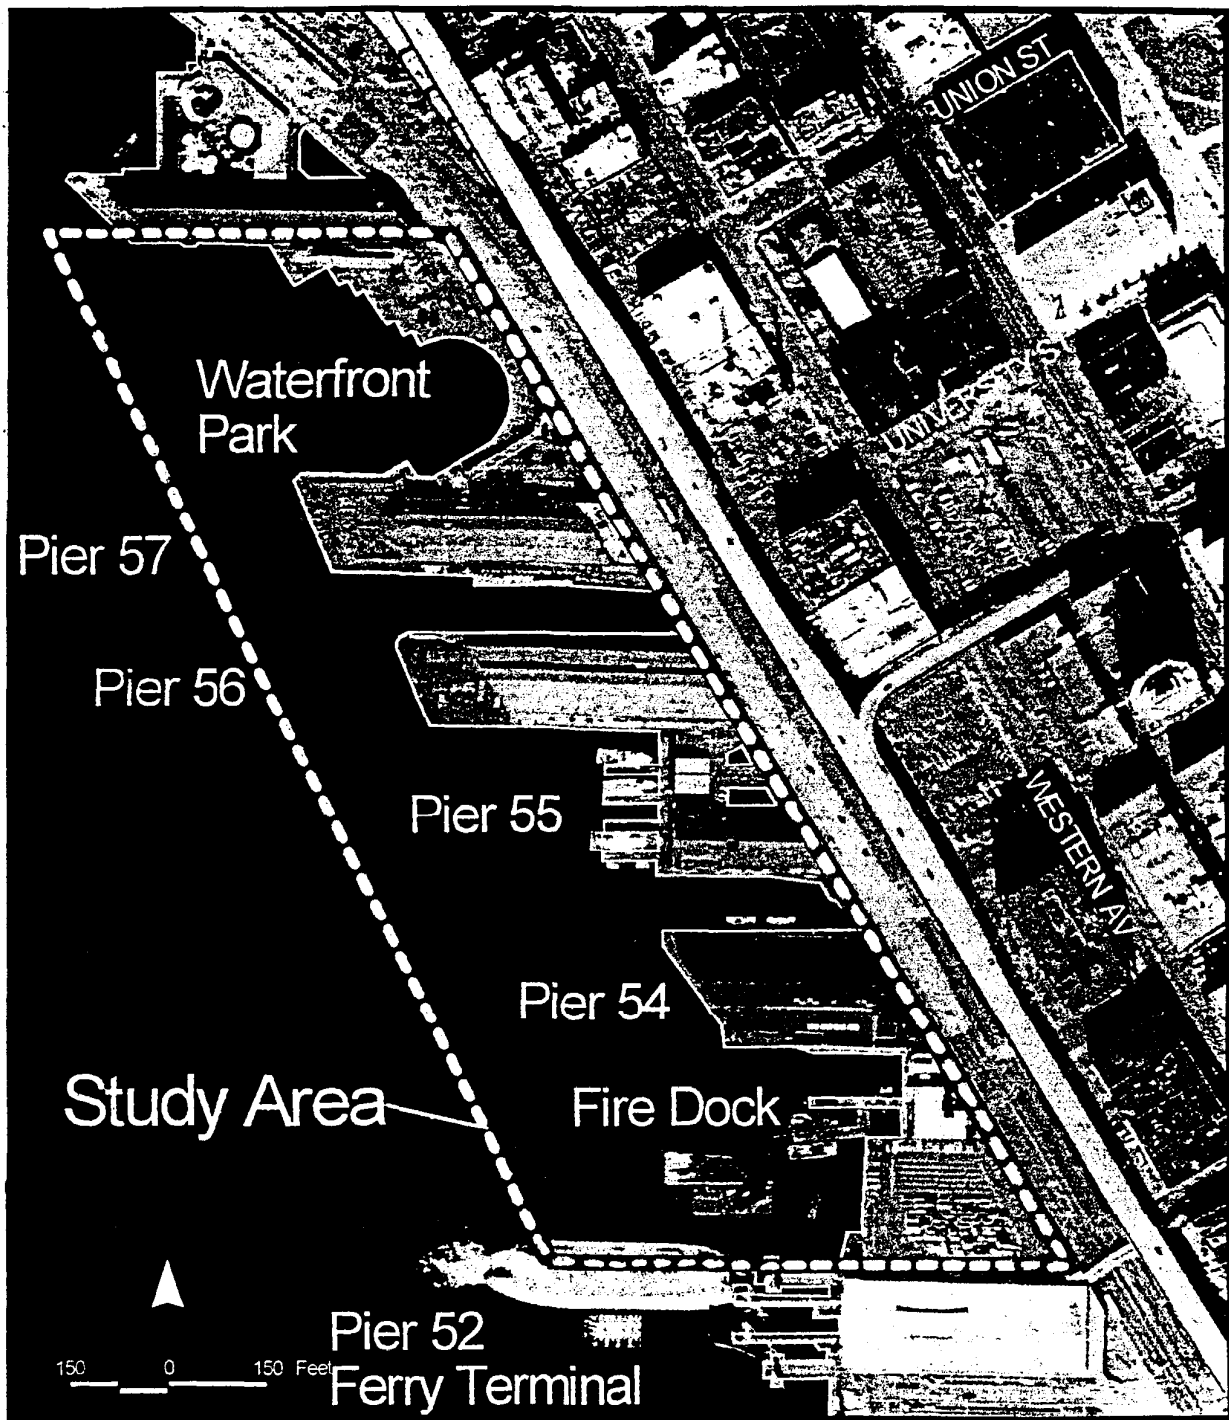 UNION ST
Waterfront
Park
UNIVERSITY S
Pier 57
Pier 56
WESTERN AV
Pier 55
Pier 54
Study Area
Fire Dock
Pier 52
Ferry Terminal
150 0 150 Feet